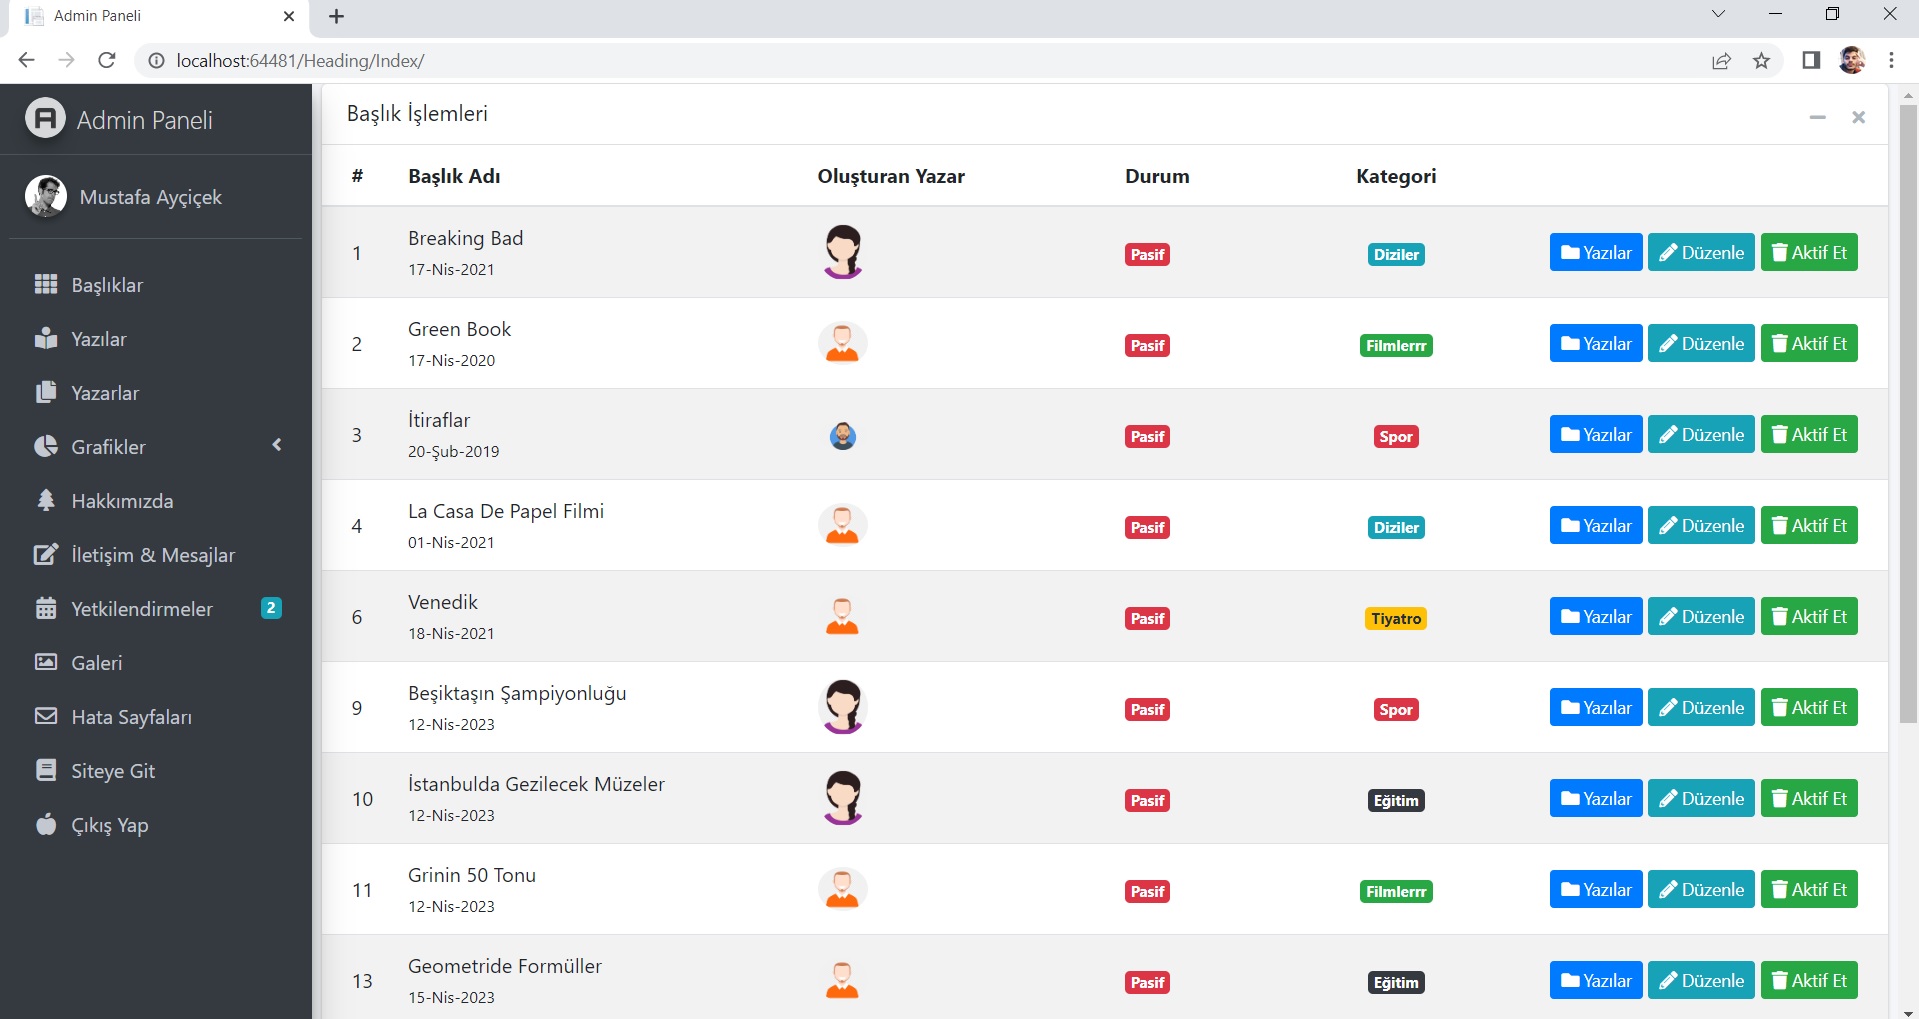 Admin Paneli
localhost:64481/Heading/Index/
Admin Paneli
Mustafa Ayçiçek
Başlıklar
Yazılar
Yazarlar
Grafikler
Hakkımızda
İletişim & Mesajlar
Yetkilendirmeler 2
Galeri
Hata Sayfaları
Siteye Git
Çıkış Yap
Başlık İşlemleri
# Başlık Adı Oluşturan Yazar Durum Kategori
1 Breaking Bad Pasif Diziler Yazılar Düzenle Aktif Et
17-Nis-2021
2 Green Book Pasif Filmlerrr Yazılar Düzenle Aktif Et
17-Nis-2020
3 İtiraflar Pasif Spor Yazılar Düzenle Aktif Et
20-Şub-2019
4 La Casa De Papel Filmi Pasif Diziler Yazılar Düzenle Aktif Et
01-Nis-2021
6 Venedik Pasif Tiyatro Yazılar Düzenle Aktif Et
18-Nis-2021
9 Beşiktaşın Şampiyonluğu Pasif Spor Yazılar Düzenle Aktif Et
12-Nis-2023
10 İstanbulda Gezilecek Müzeler Pasif Eğitim Yazılar Düzenle Aktif Et
12-Nis-2023
11 Grinin 50 Tonu Pasif Filmlerrr Yazılar Düzenle Aktif Et
12-Nis-2023
13 Geometride Formüller Pasif Eğitim Yazılar Düzenle Aktif Et
15-Nis-2023